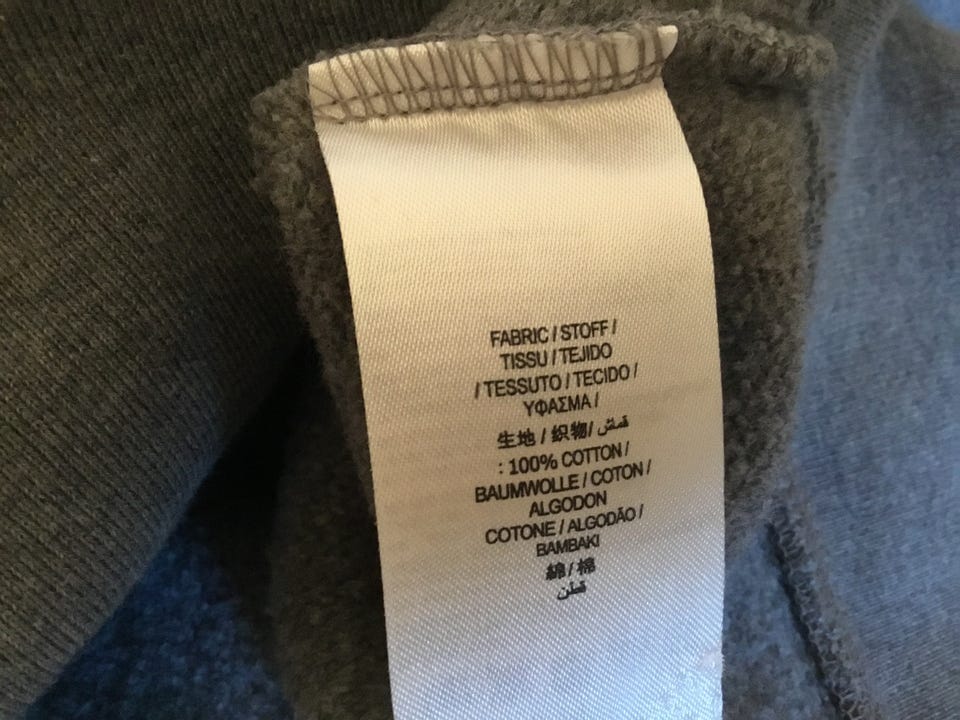 FABRIC / STOFF /
TISSU / TEJIDO
/ TESSUTO / TECIDO /
ΥΦΑΣΜΑ /
生地 / 织物/ قماش
: 100% COTTON /
BAUMWOLLE / COTON /
ALGODON
COTONE / ALGODÃO /
BAMBAKI
綿 / 棉
قطن